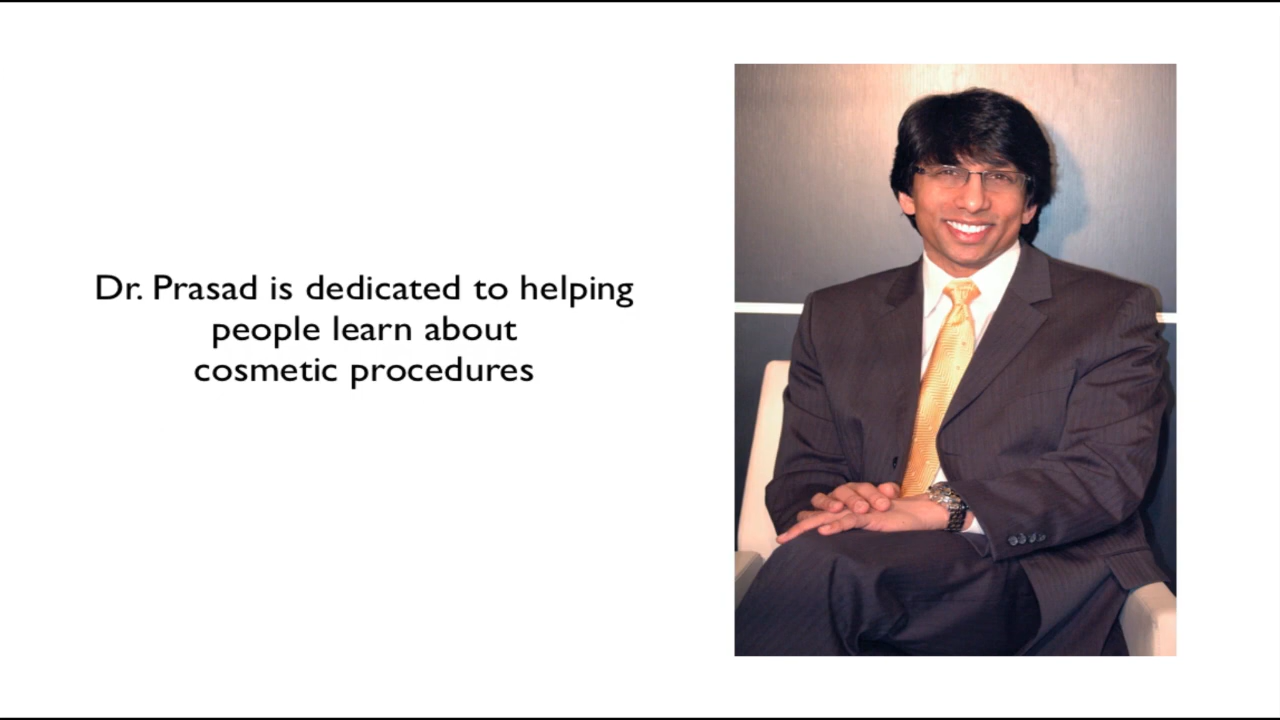 Dr. Prasad is dedicated to helping
people learn about
cosmetic procedures